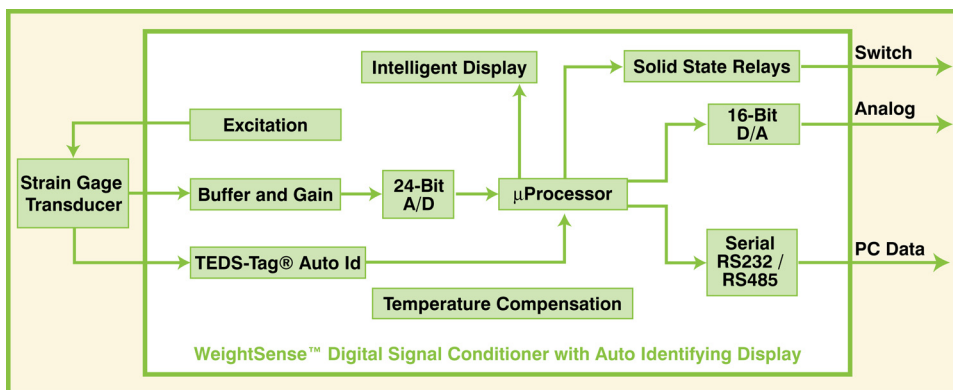 Intelligent Display
Solid State Relays
Switch
Excitation
16-Bit
D/A
Analog
Strain Gage
Transducer
Buffer and Gain
24-Bit
A/D
µProcessor
TEDS-Tag® Auto Id
Serial
RS232 /
RS485
PC Data
Temperature Compensation
WeightSense™ Digital Signal Conditioner with Auto Identifying Display